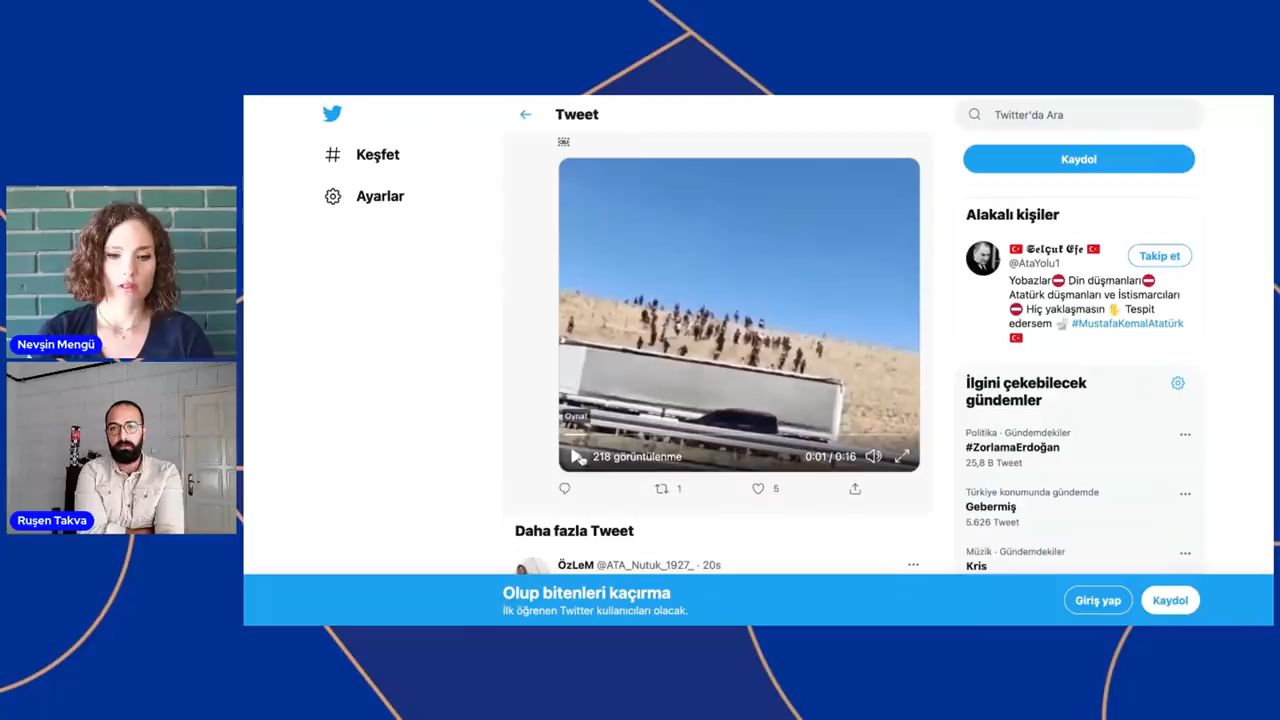 Nevşin Mengü
Ruşen Takva
Keşfet
Ayarlar
Tweet
Oynat
218 görüntülenme
0:01 / 0:16
1
5
Daha fazla Tweet
ÖzLeM @ATA_Nutuk_1927_ · 20s
Twitter'da Ara
Kaydol
Alakalı kişiler
🇹🇷 𝕾𝖊𝖑ç𝖚𝖐 𝕰𝖋𝖊 🇹🇷
@AtaYolu1
Takip et
Yobazlar⛔ Din düşmanları⛔
Atatürk düşmanları ve İstismarcıları
⛔ Hiç yaklaşmasın ✋ Tespit
edersem 🚽 #MustafaKemalAtatürk
🇹🇷
İlgini çekebilecek
gündemler
Politika · Gündemdekiler
#ZorlamaErdoğan
25,8 B Tweet
Türkiye konumunda gündemde
Gebermiş
5.626 Tweet
Müzik · Gündemdekiler
Kris
Olup bitenleri kaçırma
İlk öğrenen Twitter kullanıcıları olacak.
Giriş yap
Kaydol